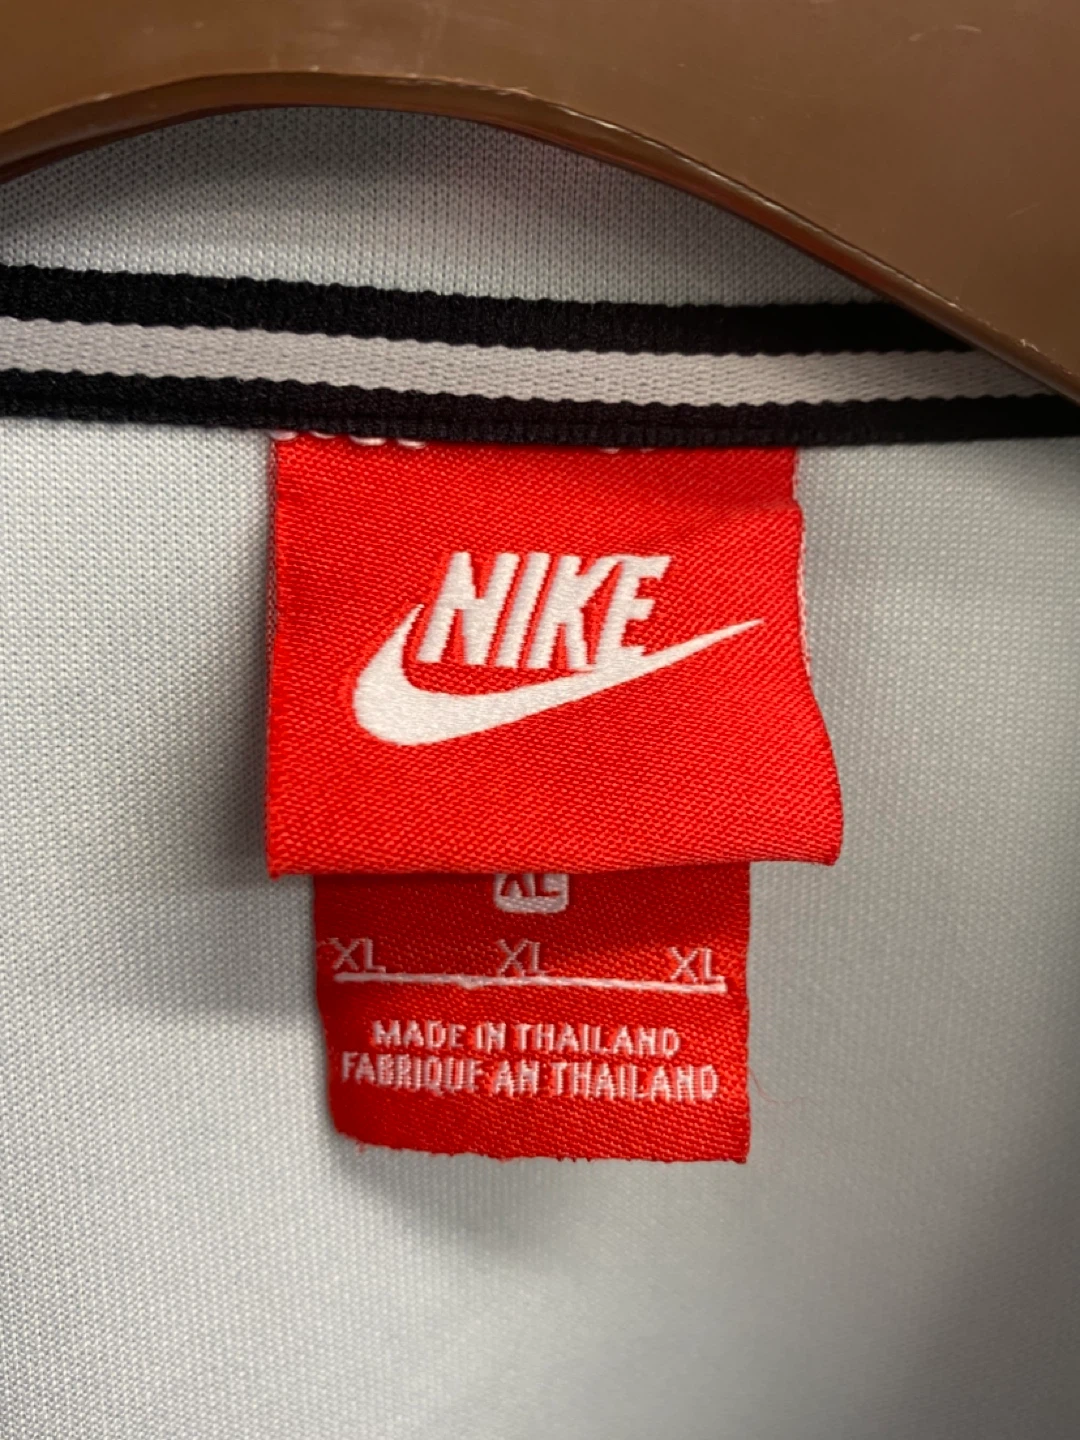 NIKE
XL
XL XL XL
MADE IN THAILAND
FABRIQUE AN THAILAND